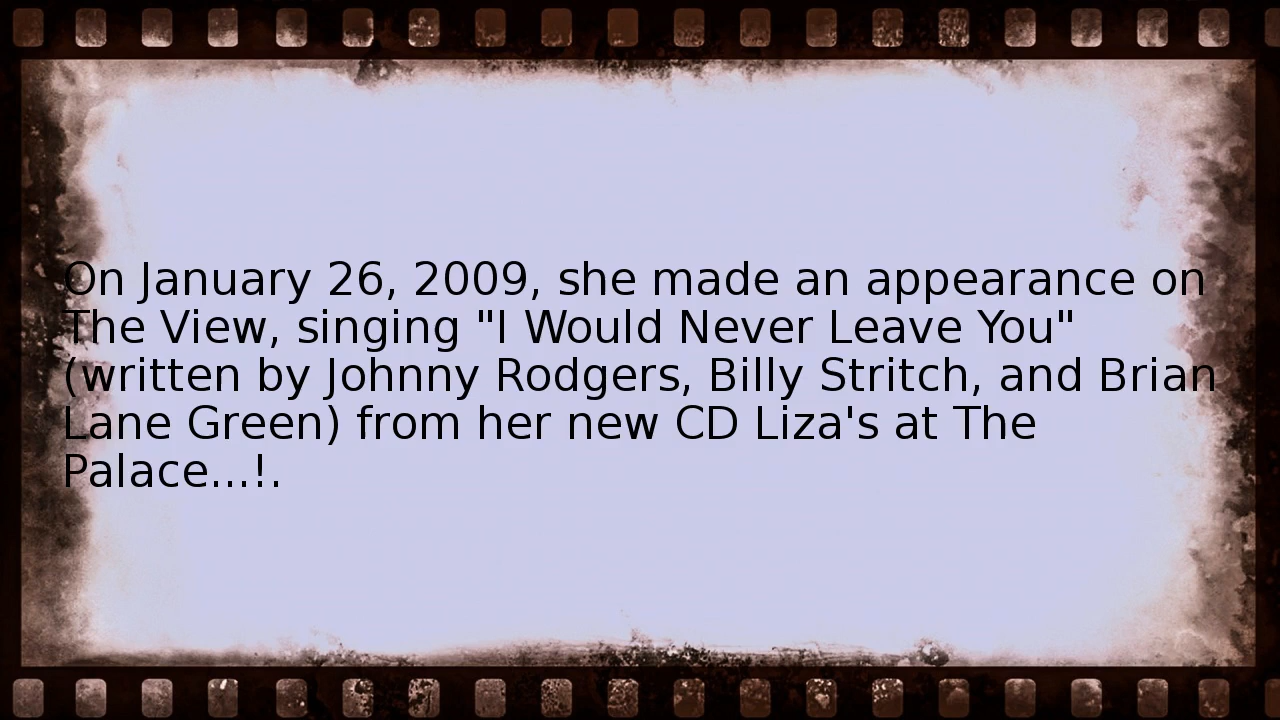 On January 26, 2009, she made an appearance on
The View, singing "I Would Never Leave You"
(written by Johnny Rodgers, Billy Stritch, and Brian
Lane Green) from her new CD Liza's at The
Palace...!.